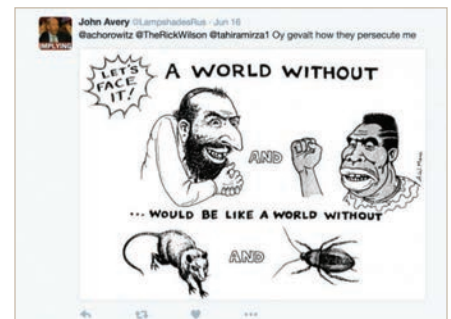 John Avery @LampshadesRus · Jun 16
@achorowitz @TheRickWilson @tahiramirza1 Oy gevalt how they persecute me
IMPLYING
LET'S
FACE
IT!
A WORLD WITHOUT
AND
... WOULD BE LIKE A WORLD WITHOUT
AND